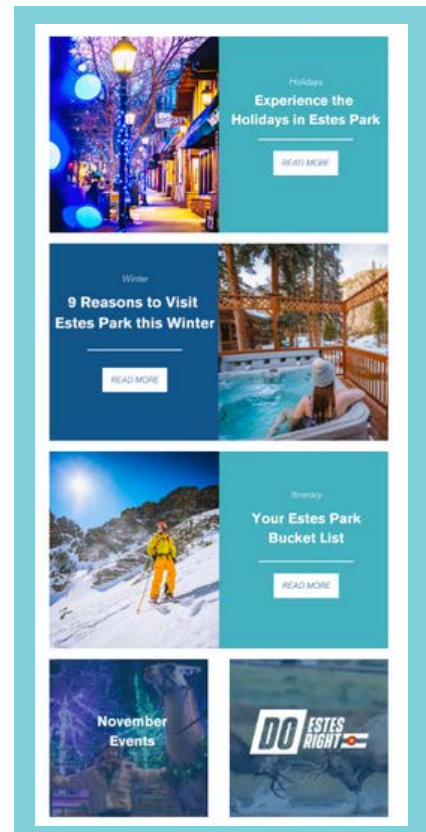 Holidays
Experience the
Holidays in Estes Park
READ MORE
Winter
9 Reasons to Visit
Estes Park this Winter
READ MORE
Itinerary
Your Estes Park
Bucket List
READ MORE
November
Events
DO ESTES
RIGHT